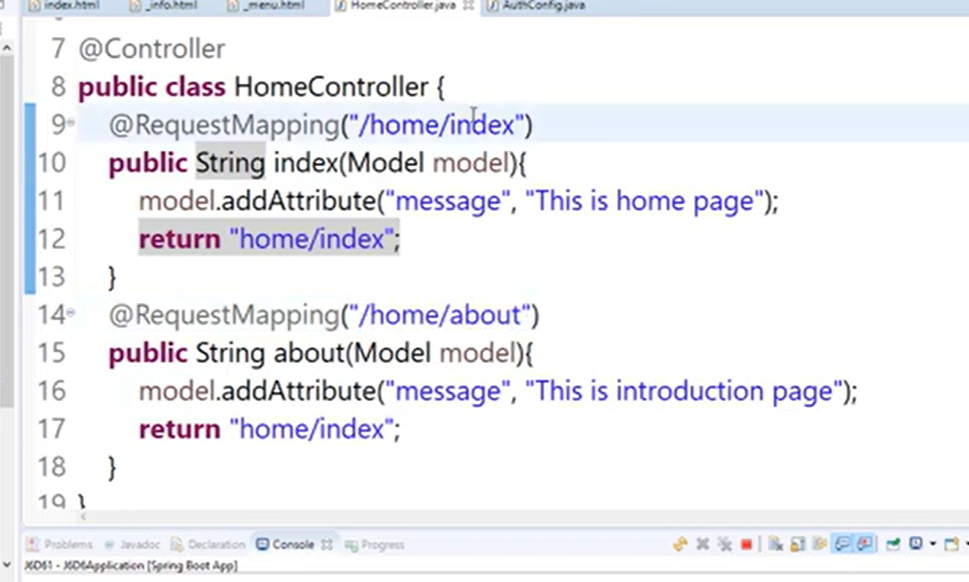 index.html _info.html _menu.html HomeController.java AuthConfig.java
7 @Controller
8 public class HomeController {
9 @RequestMapping("/home/index")
10 public String index(Model model){
11 model.addAttribute("message", "This is home page");
12 return "home/index";
13 }
14 @RequestMapping("/home/about")
15 public String about(Model model){
16 model.addAttribute("message", "This is introduction page");
17 return "home/index";
18 }
19 }
Problems Javadoc Declaration Console Progress
J6D61 - J6D6Application [Spring Boot App]